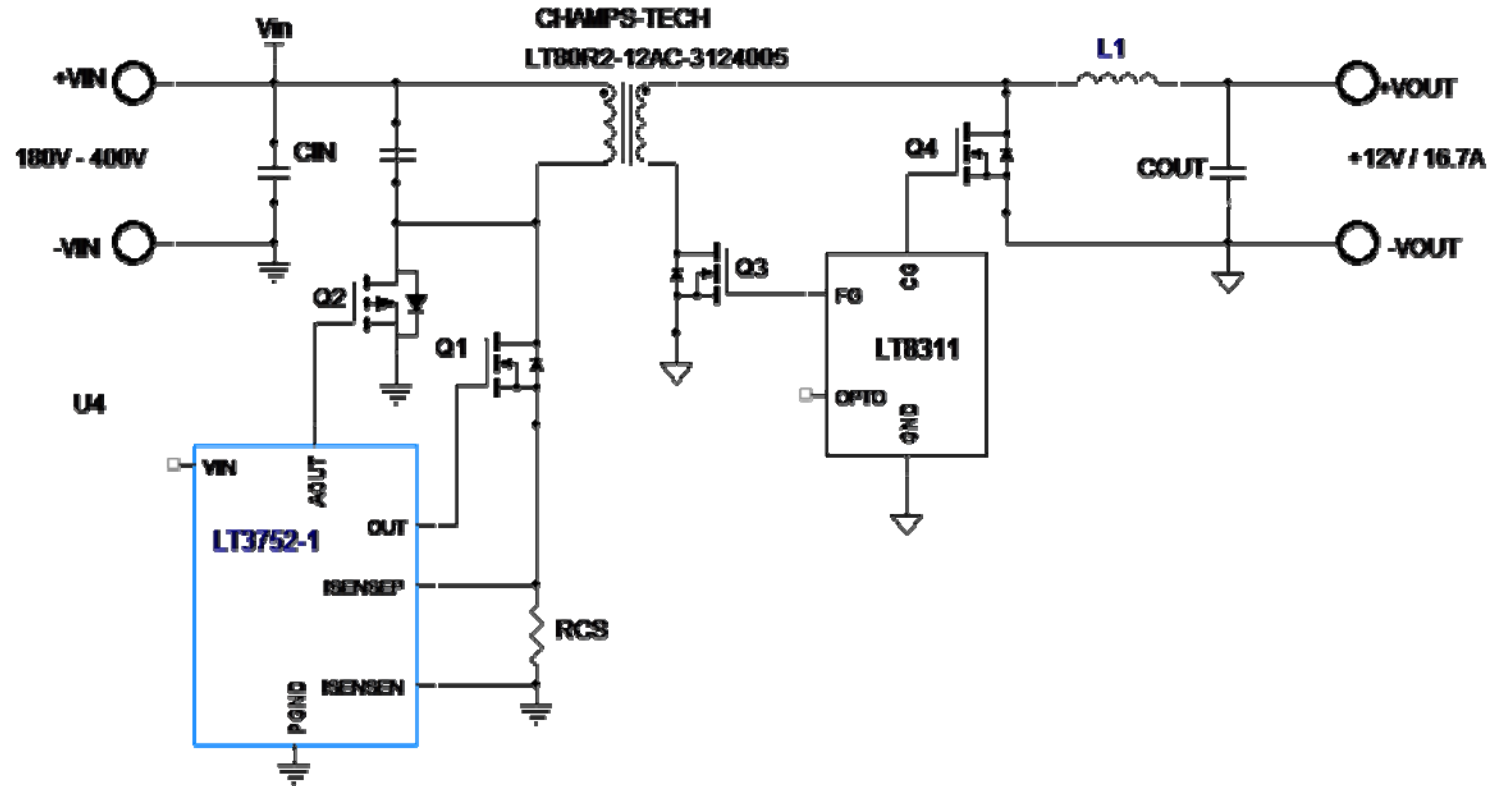 CHAMPS-TECH
LT80R2-12AC-3124005
Vin
L1
+VIN
+VOUT
180V - 400V
CIN
Q4
COUT
+12V / 16.7A
-VIN
-VOUT
Q2
Q3
CG
FG
Q1
LT8311
U4
OPTO
GND
VIN
AOUT
OUT
LT3752-1
ISENSEP
RCS
ISENSEN
PGND